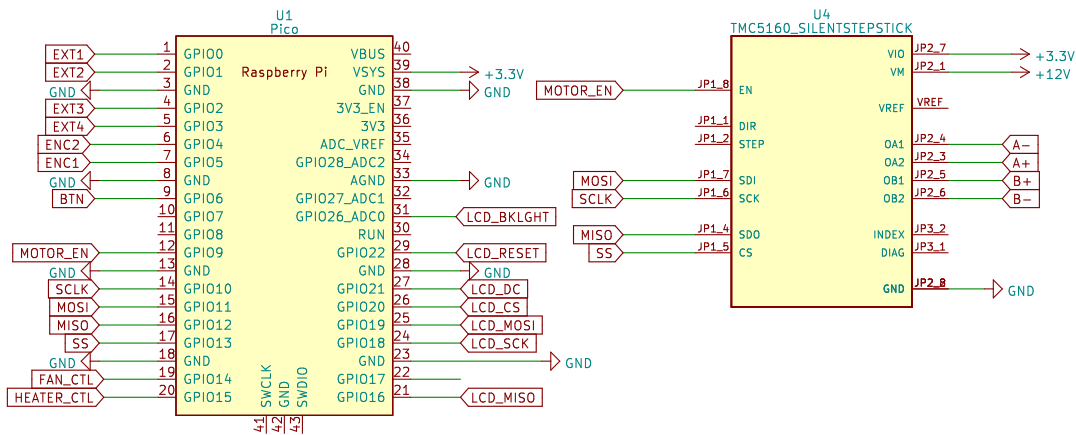 U1
Pico
Raspberry Pi
EXT1 1 GPIO0 VBUS 40
EXT2 2 GPIO1 VSYS 39 +3.3V
GND 3 GND GND 38 GND
EXT3 4 GPIO2 3V3_EN 37
EXT4 5 GPIO3 3V3 36
ENC2 6 GPIO4 ADC_VREF 35
ENC1 7 GPIO5 GPIO28_ADC2 34
GND 8 GND AGND 33 GND
BTN 9 GPIO6 GPIO27_ADC1 32
10 GPIO7 GPIO26_ADC0 31 LCD_BKLGHT
11 GPIO8 RUN 30
MOTOR_EN 12 GPIO9 GPIO22 29 LCD_RESET
GND 13 GND GND 28 GND
SCLK 14 GPIO10 GPIO21 27 LCD_DC
MOSI 15 GPIO11 GPIO20 26 LCD_CS
MISO 16 GPIO12 GPIO19 25 LCD_MOSI
SS 17 GPIO13 GPIO18 24 LCD_SCK
GND 18 GND GND 23 GND
FAN_CTL 19 GPIO14 GPIO17 22
HEATER_CTL 20 GPIO15 GPIO16 21 LCD_MISO
SWCLK GND SWDIO
41 42 43
U4
TMC5160_SILENTSTEPSTICK
VIO JP2_7 +3.3V
VM JP2_1 +12V
MOTOR_EN JP1_8 EN
VREF VREF
JP1_1 DIR
JP1_2 STEP
OA1 JP2_4 A-
OA2 JP2_3 A+
MOSI JP1_7 SDI OB1 JP2_5 B+
SCLK JP1_6 SCK OB2 JP2_6 B-
MISO JP1_4 SDO INDEX JP3_2
SS JP1_5 CS DIAG JP3_1
GND GND